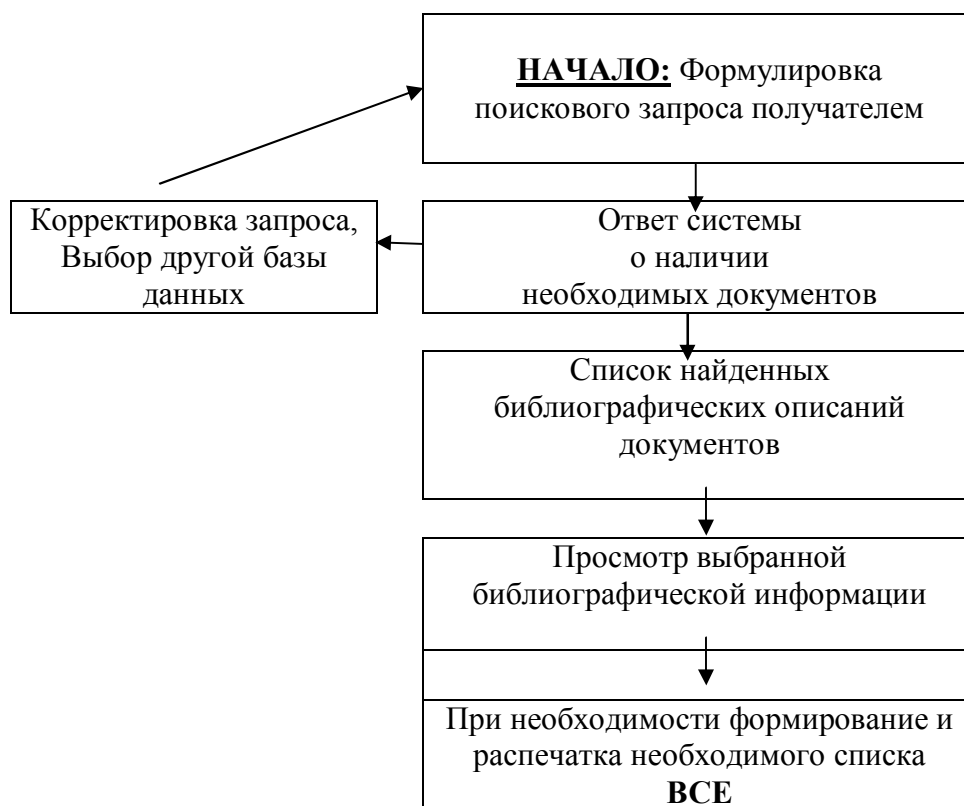 НАЧАЛО: Формулировка
поискового запроса получателем
Корректировка запроса,
Выбор другой базы
данных
Ответ системы
о наличии
необходимых документов
Список найденных
библиографических описаний
документов
Просмотр выбранной
библиографической информации
При необходимости формирование и
распечатка необходимого списка
ВСЕ